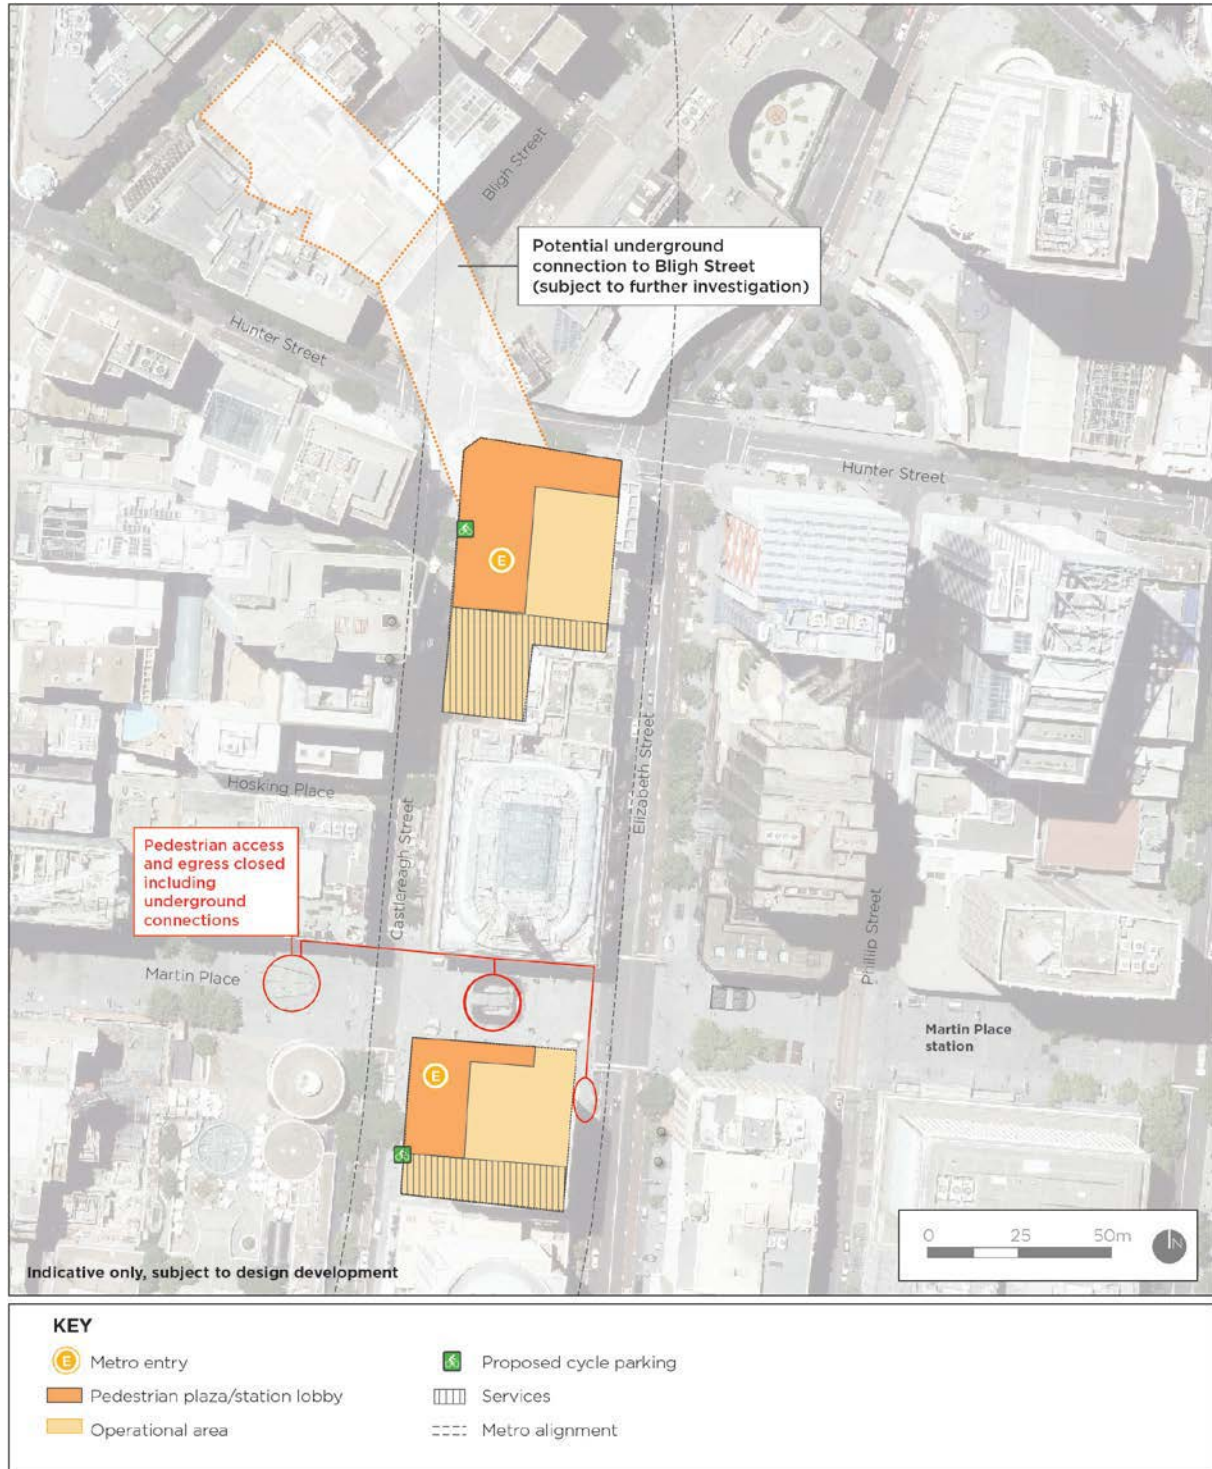 Bligh Street
Potential underground
connection to Bligh Street
(subject to further investigation)
Hunter Street
Hunter Street
E
Elizabeth Street
Hosking Place
Castlereagh Street
Pedestrian access
and egress closed
including
underground
connections
Phillip Street
Martin Place
Martin Place
station
E
0 25 50m
N
Indicative only, subject to design development
KEY
E Metro entry
Proposed cycle parking
Pedestrian plaza/station lobby
Services
Operational area
Metro alignment